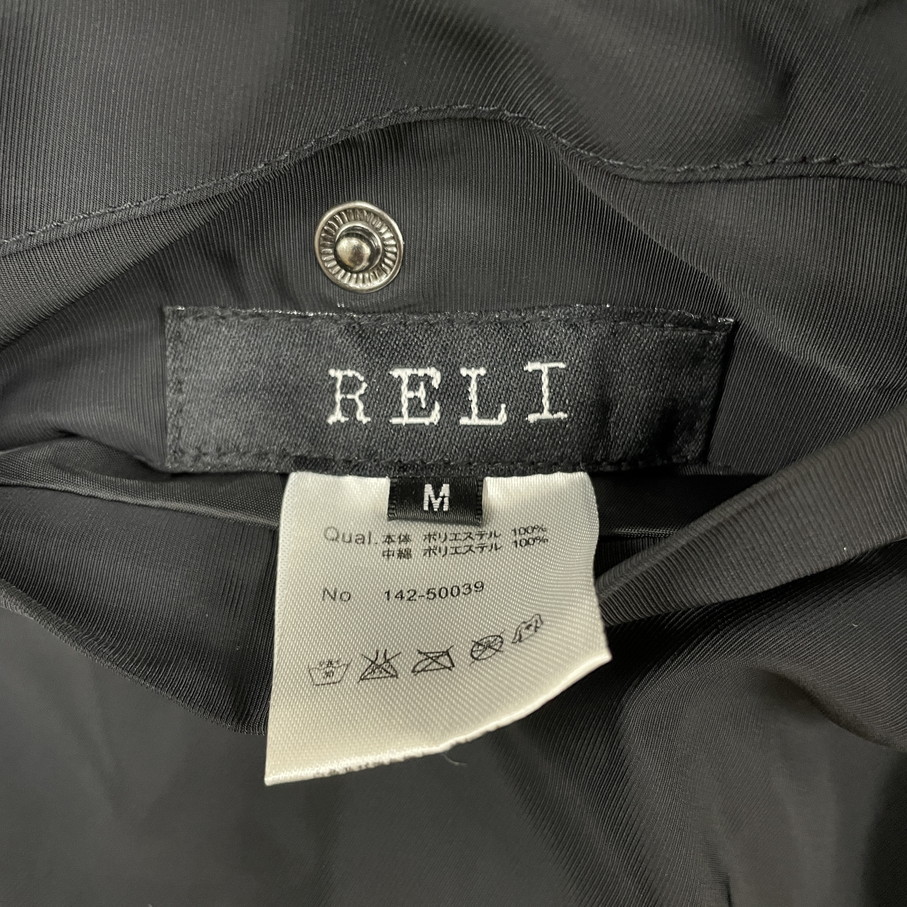 RELI
M
Qual. 本体 ポリエステル 100%
中綿 ポリエステル 100%
No 142-50039